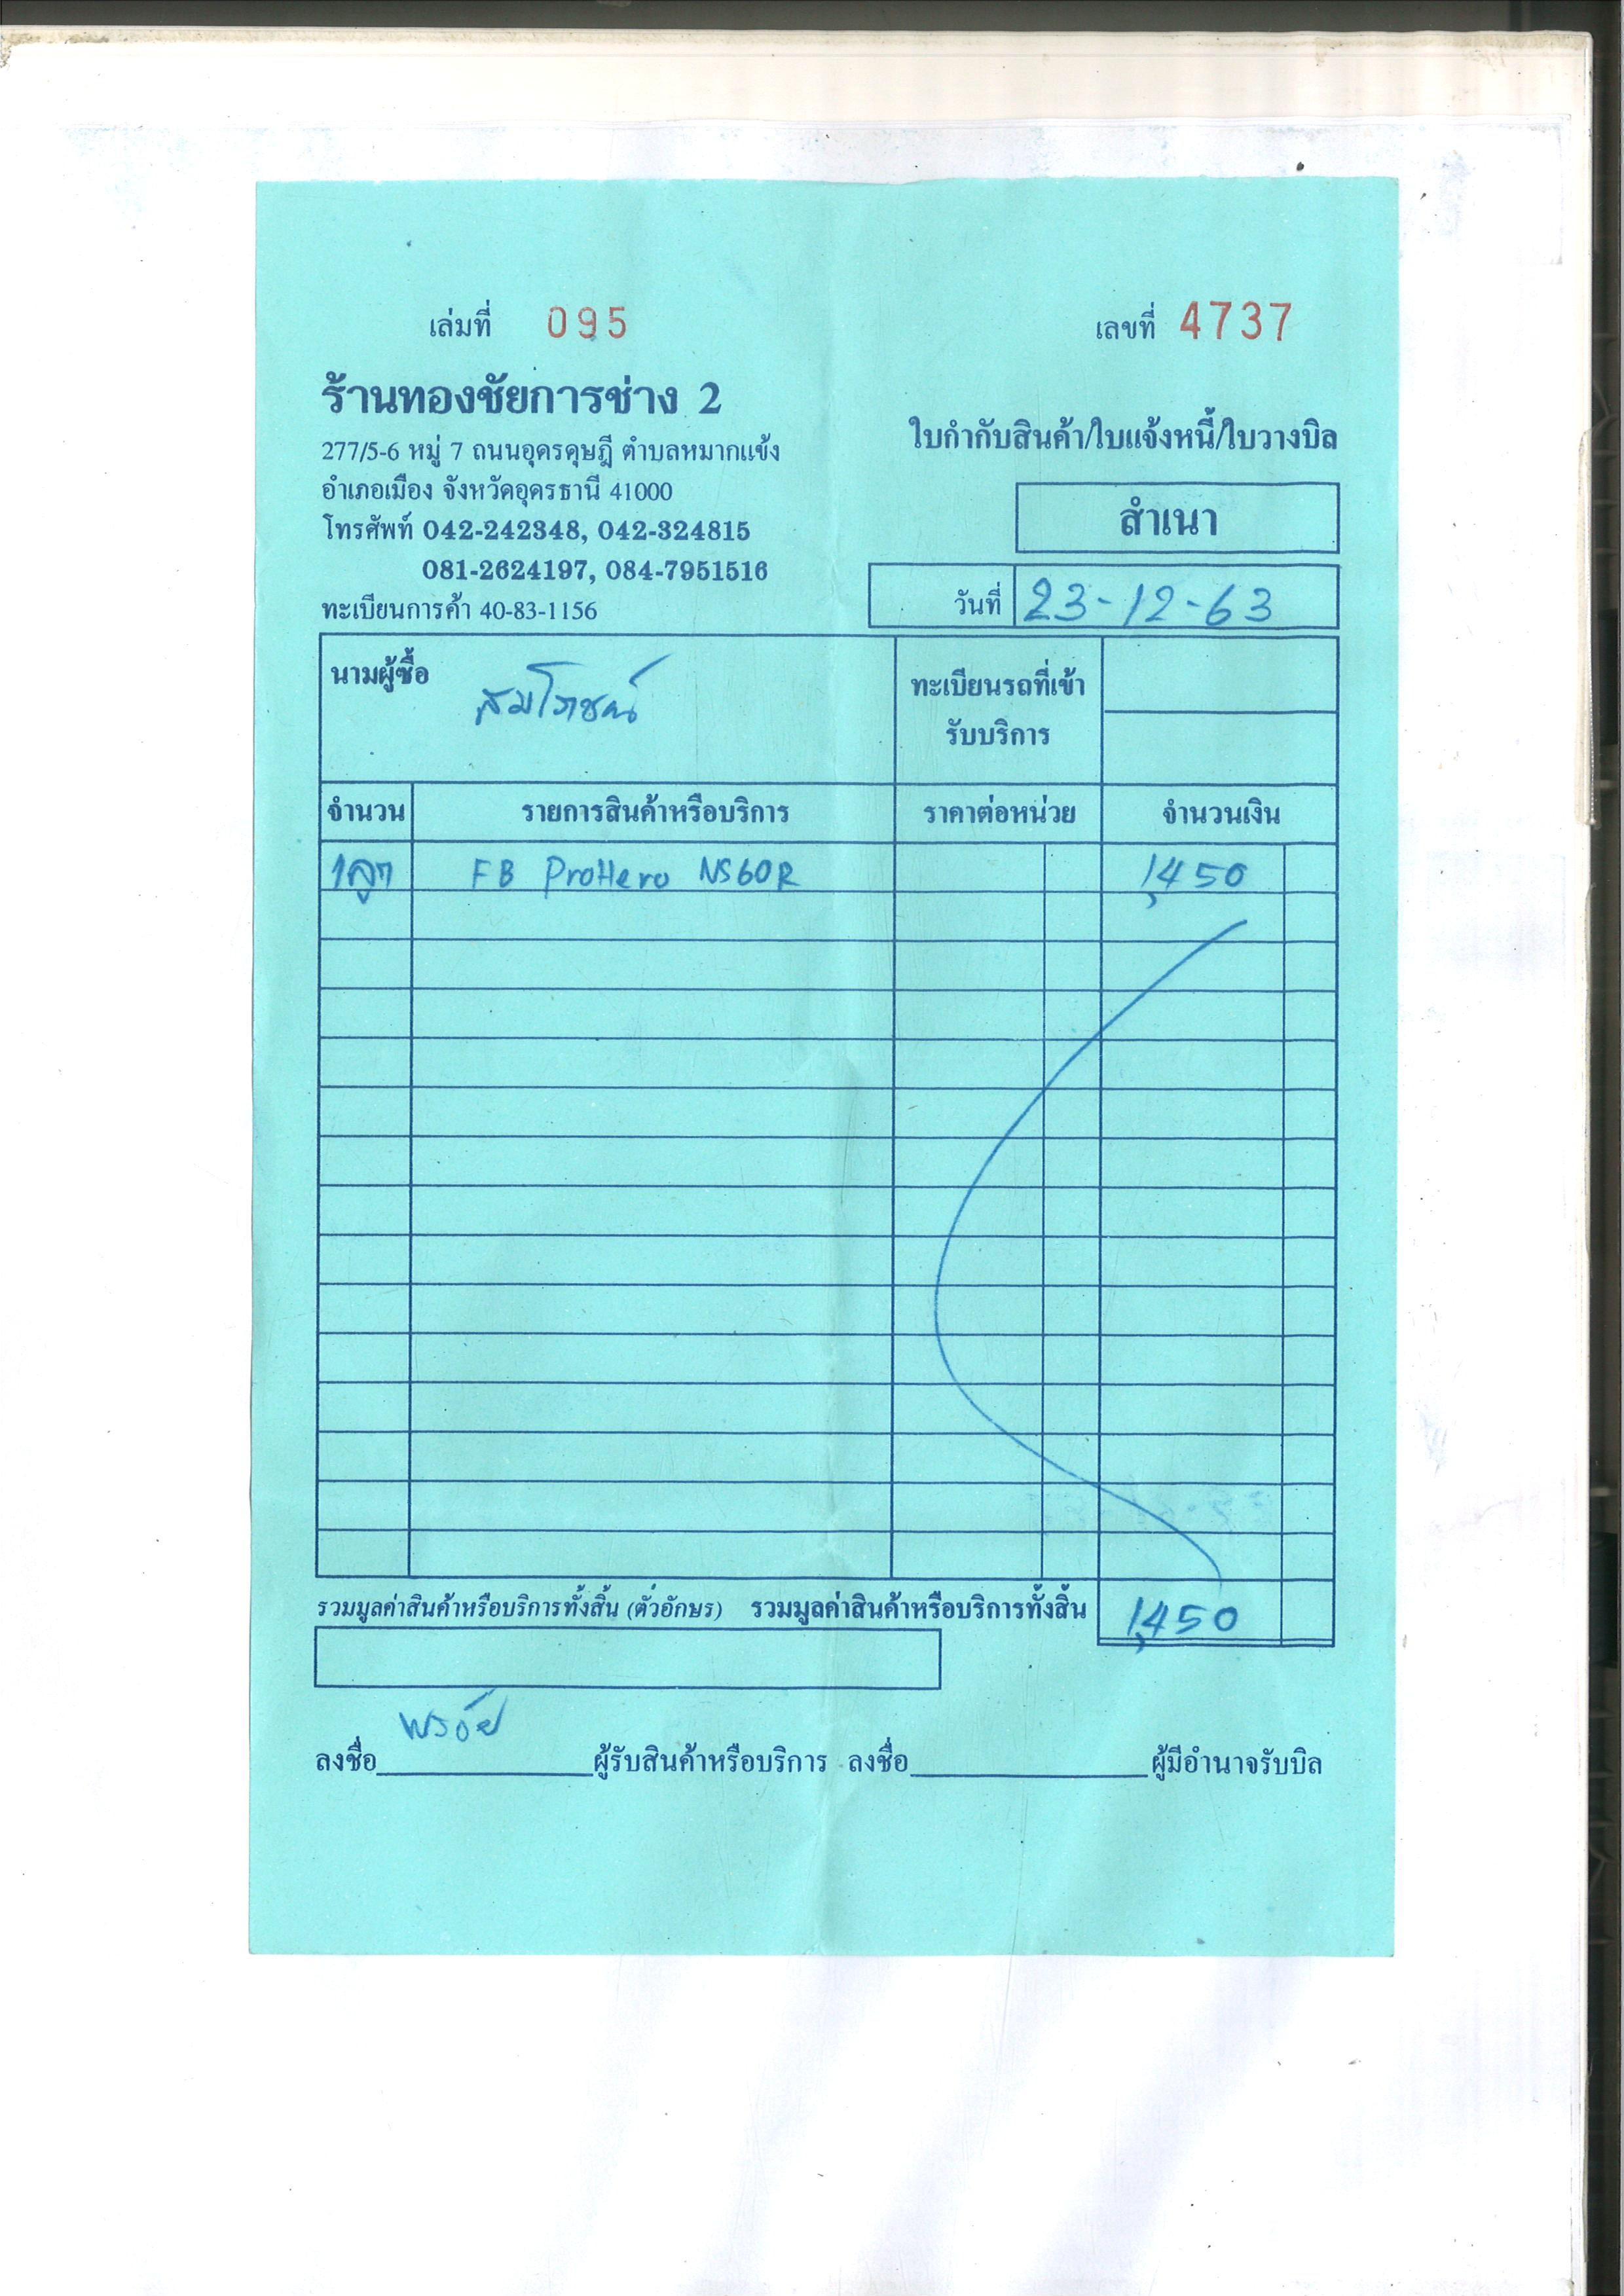 เล่มที่ 095 เลขที่ 4737
ร้านทองชัยการช่าง 2
277/5-6 หมู่ 7 ถนนอุดรดุษฎี ตำบลหมากแข้ง
อำเภอเมือง จังหวัดอุดรธานี 41000
โทรศัพท์ 042-242348, 042-324815
081-2624197, 084-7951516
ทะเบียนการค้า 40-83-1156
ใบกำกับสินค้า/ใบแจ้งหนี้/ใบวางบิล
สำเนา
วันที่ 23-12-63
นามผู้ซื้อ สมโภชน์
ทะเบียนรถที่เข้า
รับบริการ
จำนวน รายการสินค้าหรือบริการ ราคาต่อหน่วย จำนวนเงิน
1ลูก FB ProHero NS60R 1,450
รวมมูลค่าสินค้าหรือบริการทั้งสิ้น (ตัวอักษร) รวมมูลค่าสินค้าหรือบริการทั้งสิ้น 1,450
ลงชื่อ ผู้รับสินค้าหรือบริการ ลงชื่อ ผู้มีอำนาจรับบิล